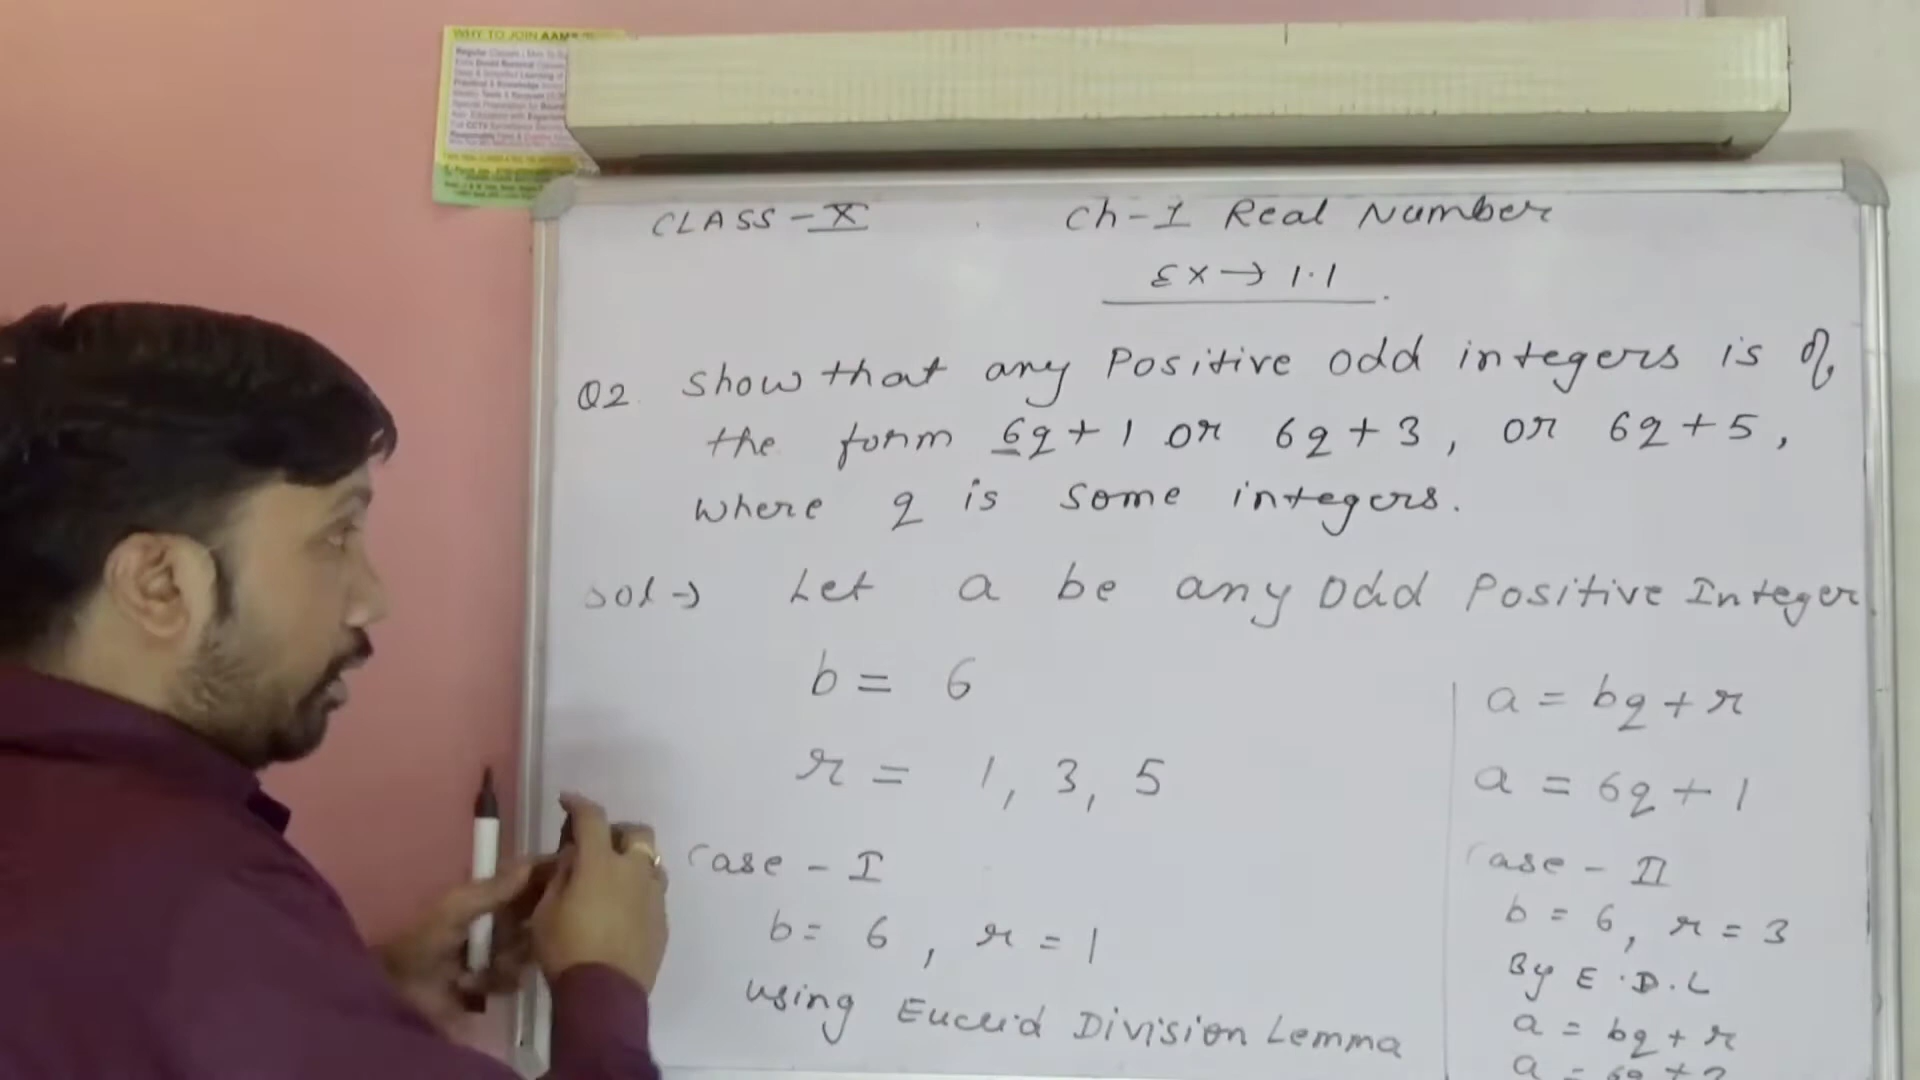 WHY TO JOIN
CLASS - X Ch-1 Real Number
Ex → 1.1
Q2 Show that any Positive odd integers is of
the form 6q+1 or 6q+3, or 6q+5,
where q is some integers.
Sol → Let a be any Odd Positive Integer.
b = 6
r = 1, 3, 5
Case - I
b = 6, r = 1
using Euclid Division Lemma
a = bq + r
a = 6q + 1
Case - II
b = 6, r = 3
By E.D.L
a = bq + r